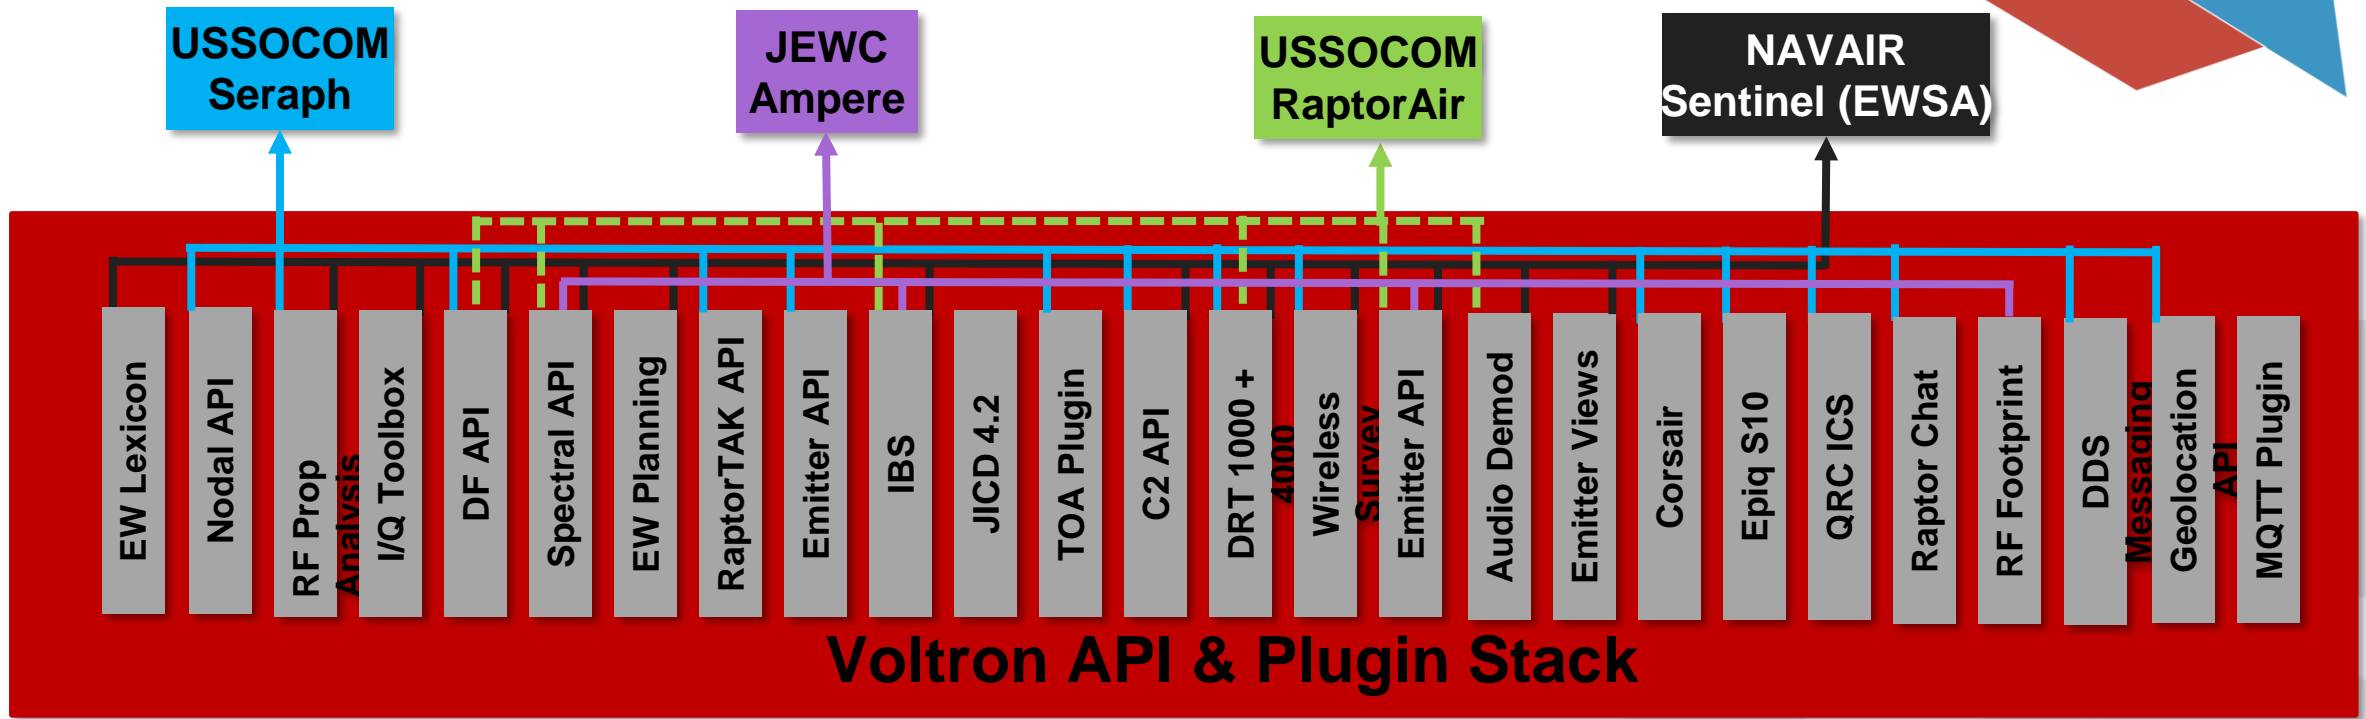 USSOCOM
Seraph
JEWC
Ampere
USSOCOM
RaptorAir
NAVAIR
Sentinel (EWSA)
EW Lexicon
Nodal API
RF Prop
Analysis
I/Q Toolbox
DF API
Spectral API
EW Planning
RaptorTAK API
Emitter API
IBS
JICD 4.2
TOA Plugin
C2 API
DRT 1000 +
4000
Wireless
Survey
Emitter API
Audio Demod
Emitter Views
Corsair
Epiq S10
QRC ICS
Raptor Chat
RF Footprint
DDS
Messaging
Geolocation
API
MQTT Plugin
Voltron API & Plugin Stack